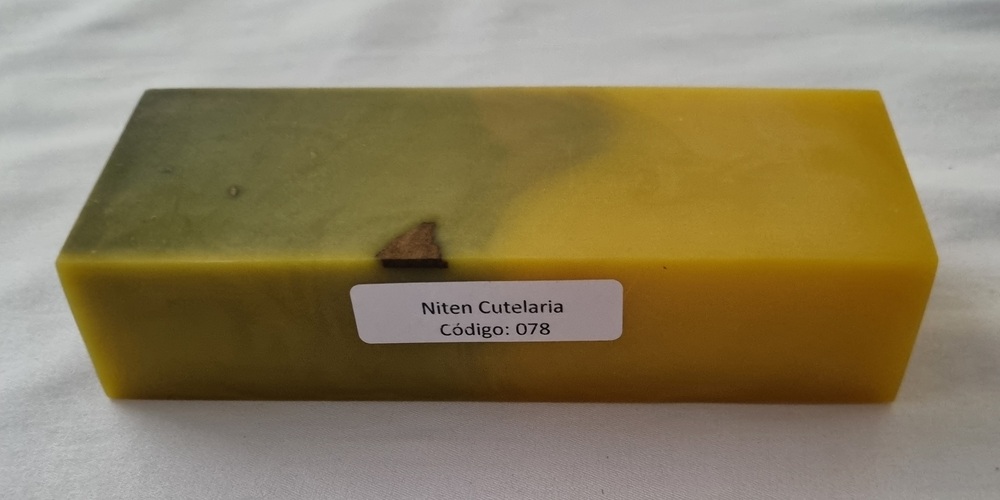 Niten Cutelaria
Código: 078